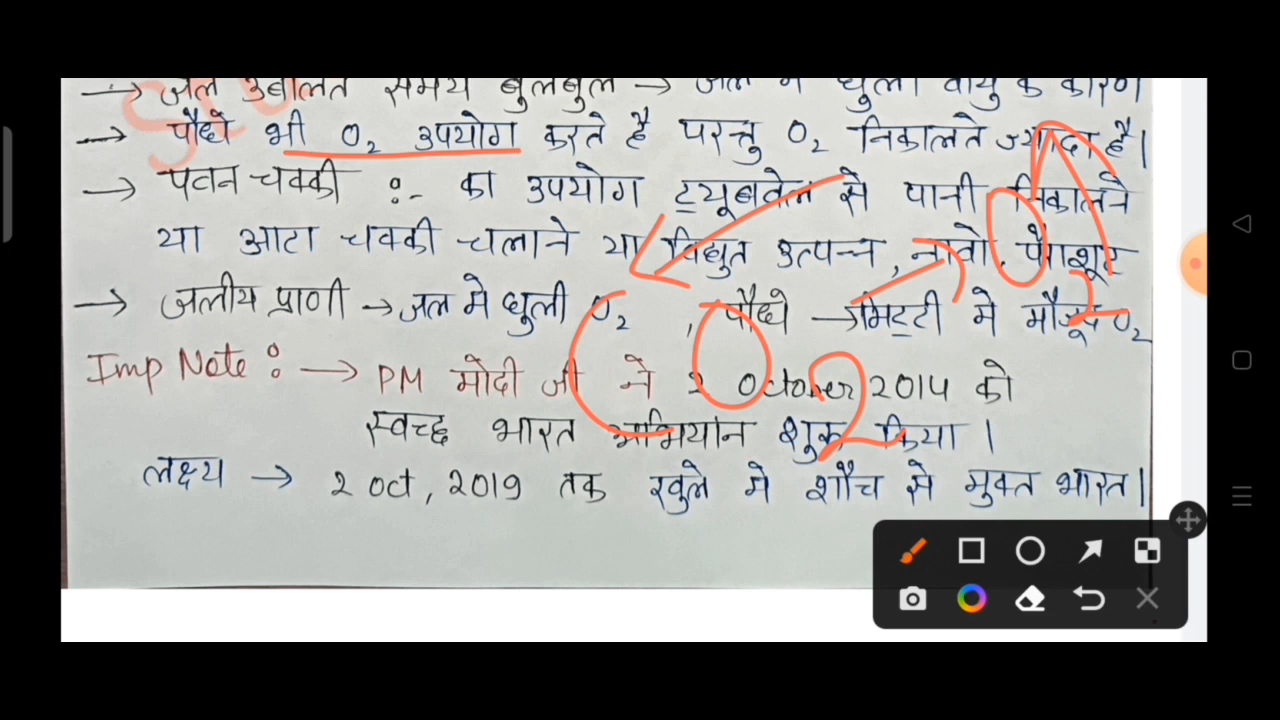 → जल उबालते समय बुलबुल → जल मे घुली वायु के कारण
→ पौधे भी O₂ उपयोग करते है परन्तु O₂ निकालते ज्यादा है।
→ पवन चक्की :- का उपयोग ट्यूबवेल से पानी निकालने
या आटा चक्की चलाने या विद्युत उत्पन्न, नावो, पैराशूट
→ जलीय प्राणी → जल मे घुली O₂, पौधे → मिट्टी में मौजूद O₂
Imp Note : → PM मोदी जी ने 2 October 2014 को
स्वच्छ भारत अभियान शुरू किया।
लक्ष्य → 2 oct, 2019 तक खुले मे शौच से मुक्त भारत।
CO2